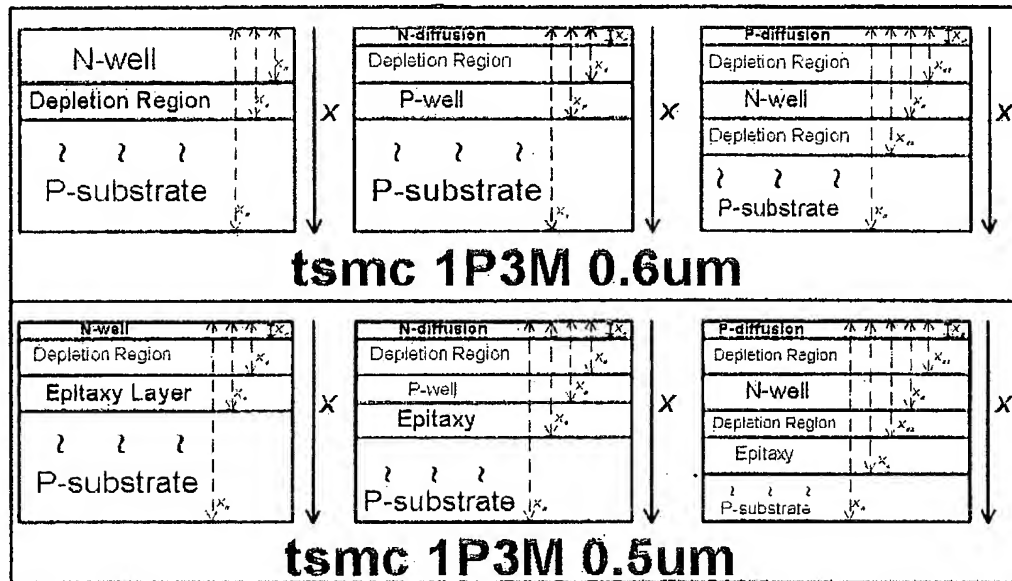 N-well
Depletion Region
P-substrate
X
N-diffusion
Depletion Region
P-well
P-substrate
X
P-diffusion
Depletion Region
N-well
Depletion Region
P-substrate
X
tsmc 1P3M 0.6um
N-well
Depletion Region
Epitaxy Layer
P-substrate
X
N-diffusion
Depletion Region
P-well
Epitaxy
P-substrate
X
P-diffusion
Depletion Region
N-well
Depletion Region
Epitaxy
P-substrate
X
tsmc 1P3M 0.5um